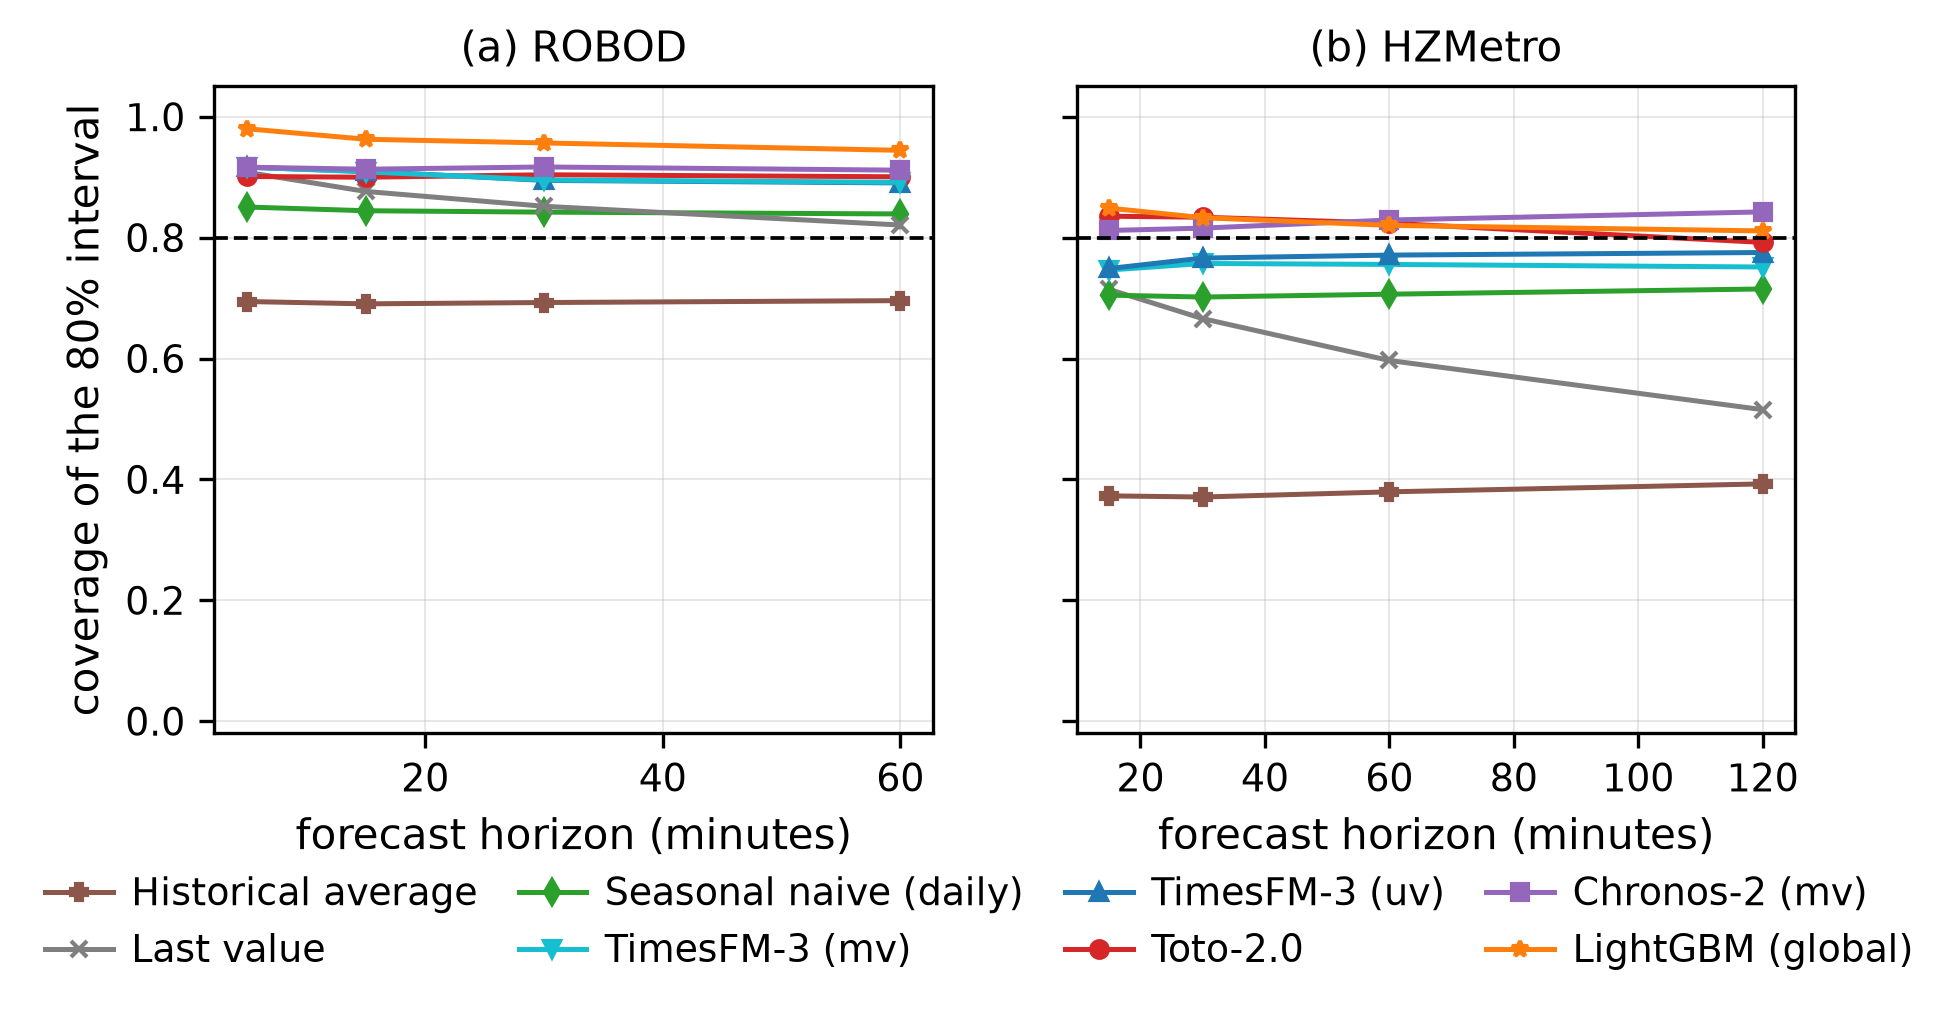 (a) ROBOD
(b) HZMetro
coverage of the 80% interval
1.0
0.8
0.6
0.4
0.2
0.0
20 40 60
20 40 60 80 100 120
forecast horizon (minutes)
forecast horizon (minutes)
Historical average
Seasonal naive (daily)
TimesFM-3 (uv)
Chronos-2 (mv)
Last value
TimesFM-3 (mv)
Toto-2.0
LightGBM (global)